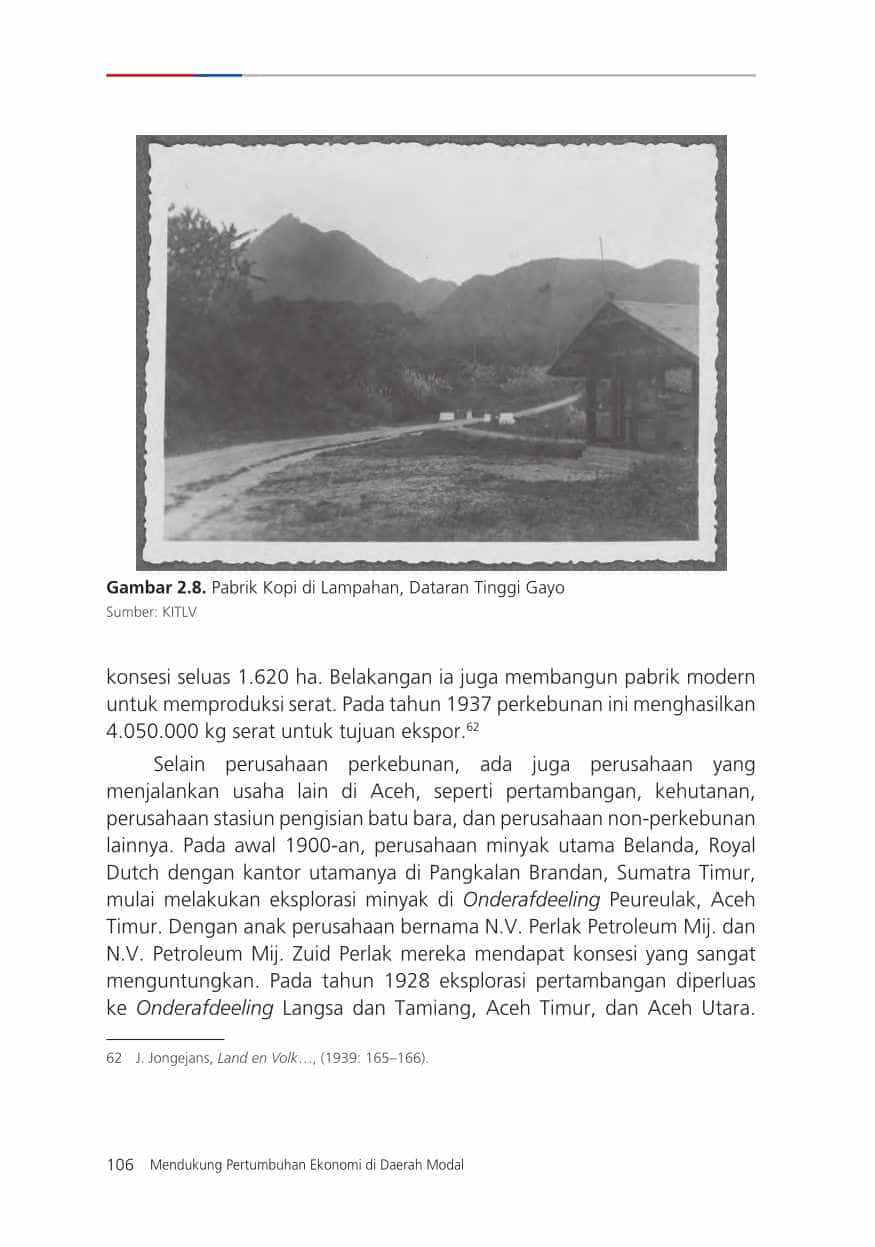 Gambar 2.8. Pabrik Kopi di Lampahan, Dataran Tinggi Gayo
Sumber: KITLV
konsesi seluas 1.620 ha. Belakangan ia juga membangun pabrik modern
untuk memproduksi serat. Pada tahun 1937 perkebunan ini menghasilkan
4.050.000 kg serat untuk tujuan ekspor.⁶²
Selain perusahaan perkebunan, ada juga perusahaan yang
menjalankan usaha lain di Aceh, seperti pertambangan, kehutanan,
perusahaan stasiun pengisian batu bara, dan perusahaan non-perkebunan
lainnya. Pada awal 1900-an, perusahaan minyak utama Belanda, Royal
Dutch dengan kantor utamanya di Pangkalan Brandan, Sumatra Timur,
mulai melakukan eksplorasi minyak di Onderafdeeling Peureulak, Aceh
Timur. Dengan anak perusahaan bernama N.V. Perlak Petroleum Mij. dan
N.V. Petroleum Mij. Zuid Perlak mereka mendapat konsesi yang sangat
menguntungkan. Pada tahun 1928 eksplorasi pertambangan diperluas
ke Onderafdeeling Langsa dan Tamiang, Aceh Timur, dan Aceh Utara.
62 J. Jongejans, Land en Volk…, (1939: 165–166).
106 Mendukung Pertumbuhan Ekonomi di Daerah Modal